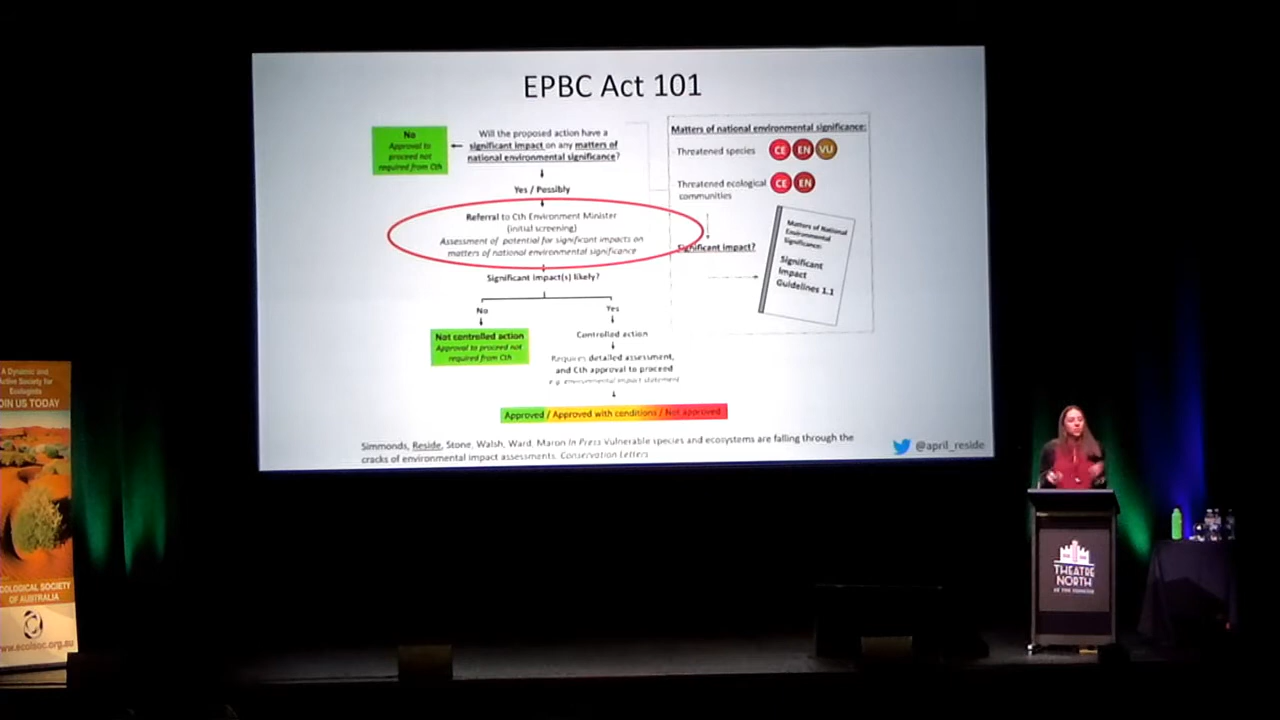 EPBC Act 101
No
Approval to
proceed not
required from Cth
Will the proposed action have a
significant impact on any matters of
national environmental significance?
Yes / Possibly
Referral to Cth Environment Minister
(initial screening)
Assessment of potential for significant impacts on
matters of national environmental significance
Significant impact(s) likely?
No
Yes
Not controlled action
Approval to proceed not
required from Cth
Controlled action
Requires detailed assessment,
and Cth approval to proceed
e.g. environmental impact statement
Approved / Approved with conditions / Not approved
Matters of national environmental significance:
Threatened species
CE EN VU
Threatened ecological
communities
CE EN
Significant impact?
Matters of National
Environmental
Significance:
Significant
Impact
Guidelines 1.1
Simmonds, Reside, Stone, Walsh, Ward, Maron In Press Vulnerable species and ecosystems are falling through the
cracks of environmental impact assessments. Conservation Letters
@april_reside
A Dynamic and
Active Society for
Ecologists
JOIN US TODAY
ECOLOGICAL SOCIETY
OF AUSTRALIA
www.ecolsoc.org.au
THEATRE
NORTH